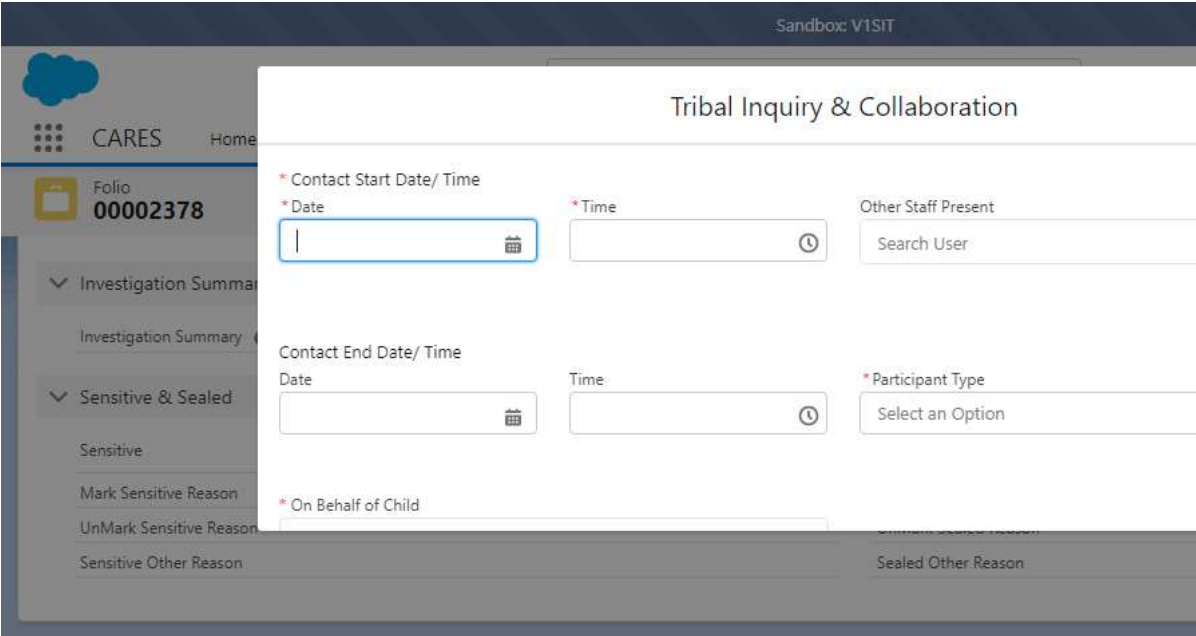 Sandbox: V1SIT
Tribal Inquiry & Collaboration
CARES Home
Folio
00002378
* Contact Start Date/ Time
* Date * Time Other Staff Present
Search User
Investigation
Investigation Summary
Contact End Date/ Time
Date Time * Participant Type
Select an Option
Sensitive & Sealed
Sensitive
Mark Sensitive Reason
* On Behalf of Child
UnMark Sensitive Reason
Sensitive Other Reason Sealed Other Reason